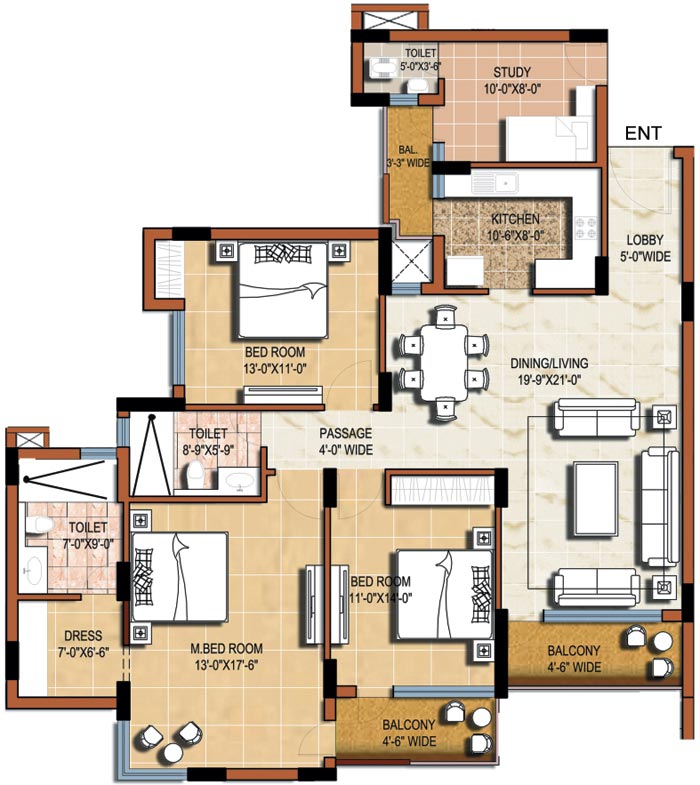 TOILET
5'-0"X3'-6"
STUDY
10'-0"X8'-0"
ENT
BAL.
3'-3" WIDE
KITCHEN
10'-6"X8'-0"
LOBBY
5'-0"WIDE
BED ROOM
13'-0"X11'-0"
DINING/LIVING
19'-9"X21'-0"
TOILET
8'-9"X5'-9"
PASSAGE
4'-0" WIDE
TOILET
7'-0"X9'-0"
BED ROOM
11'-0"X14'-0"
DRESS
7'-0"X6'-6"
M.BED ROOM
13'-0"X17'-6"
BALCONY
4'-6" WIDE
BALCONY
4'-6" WIDE